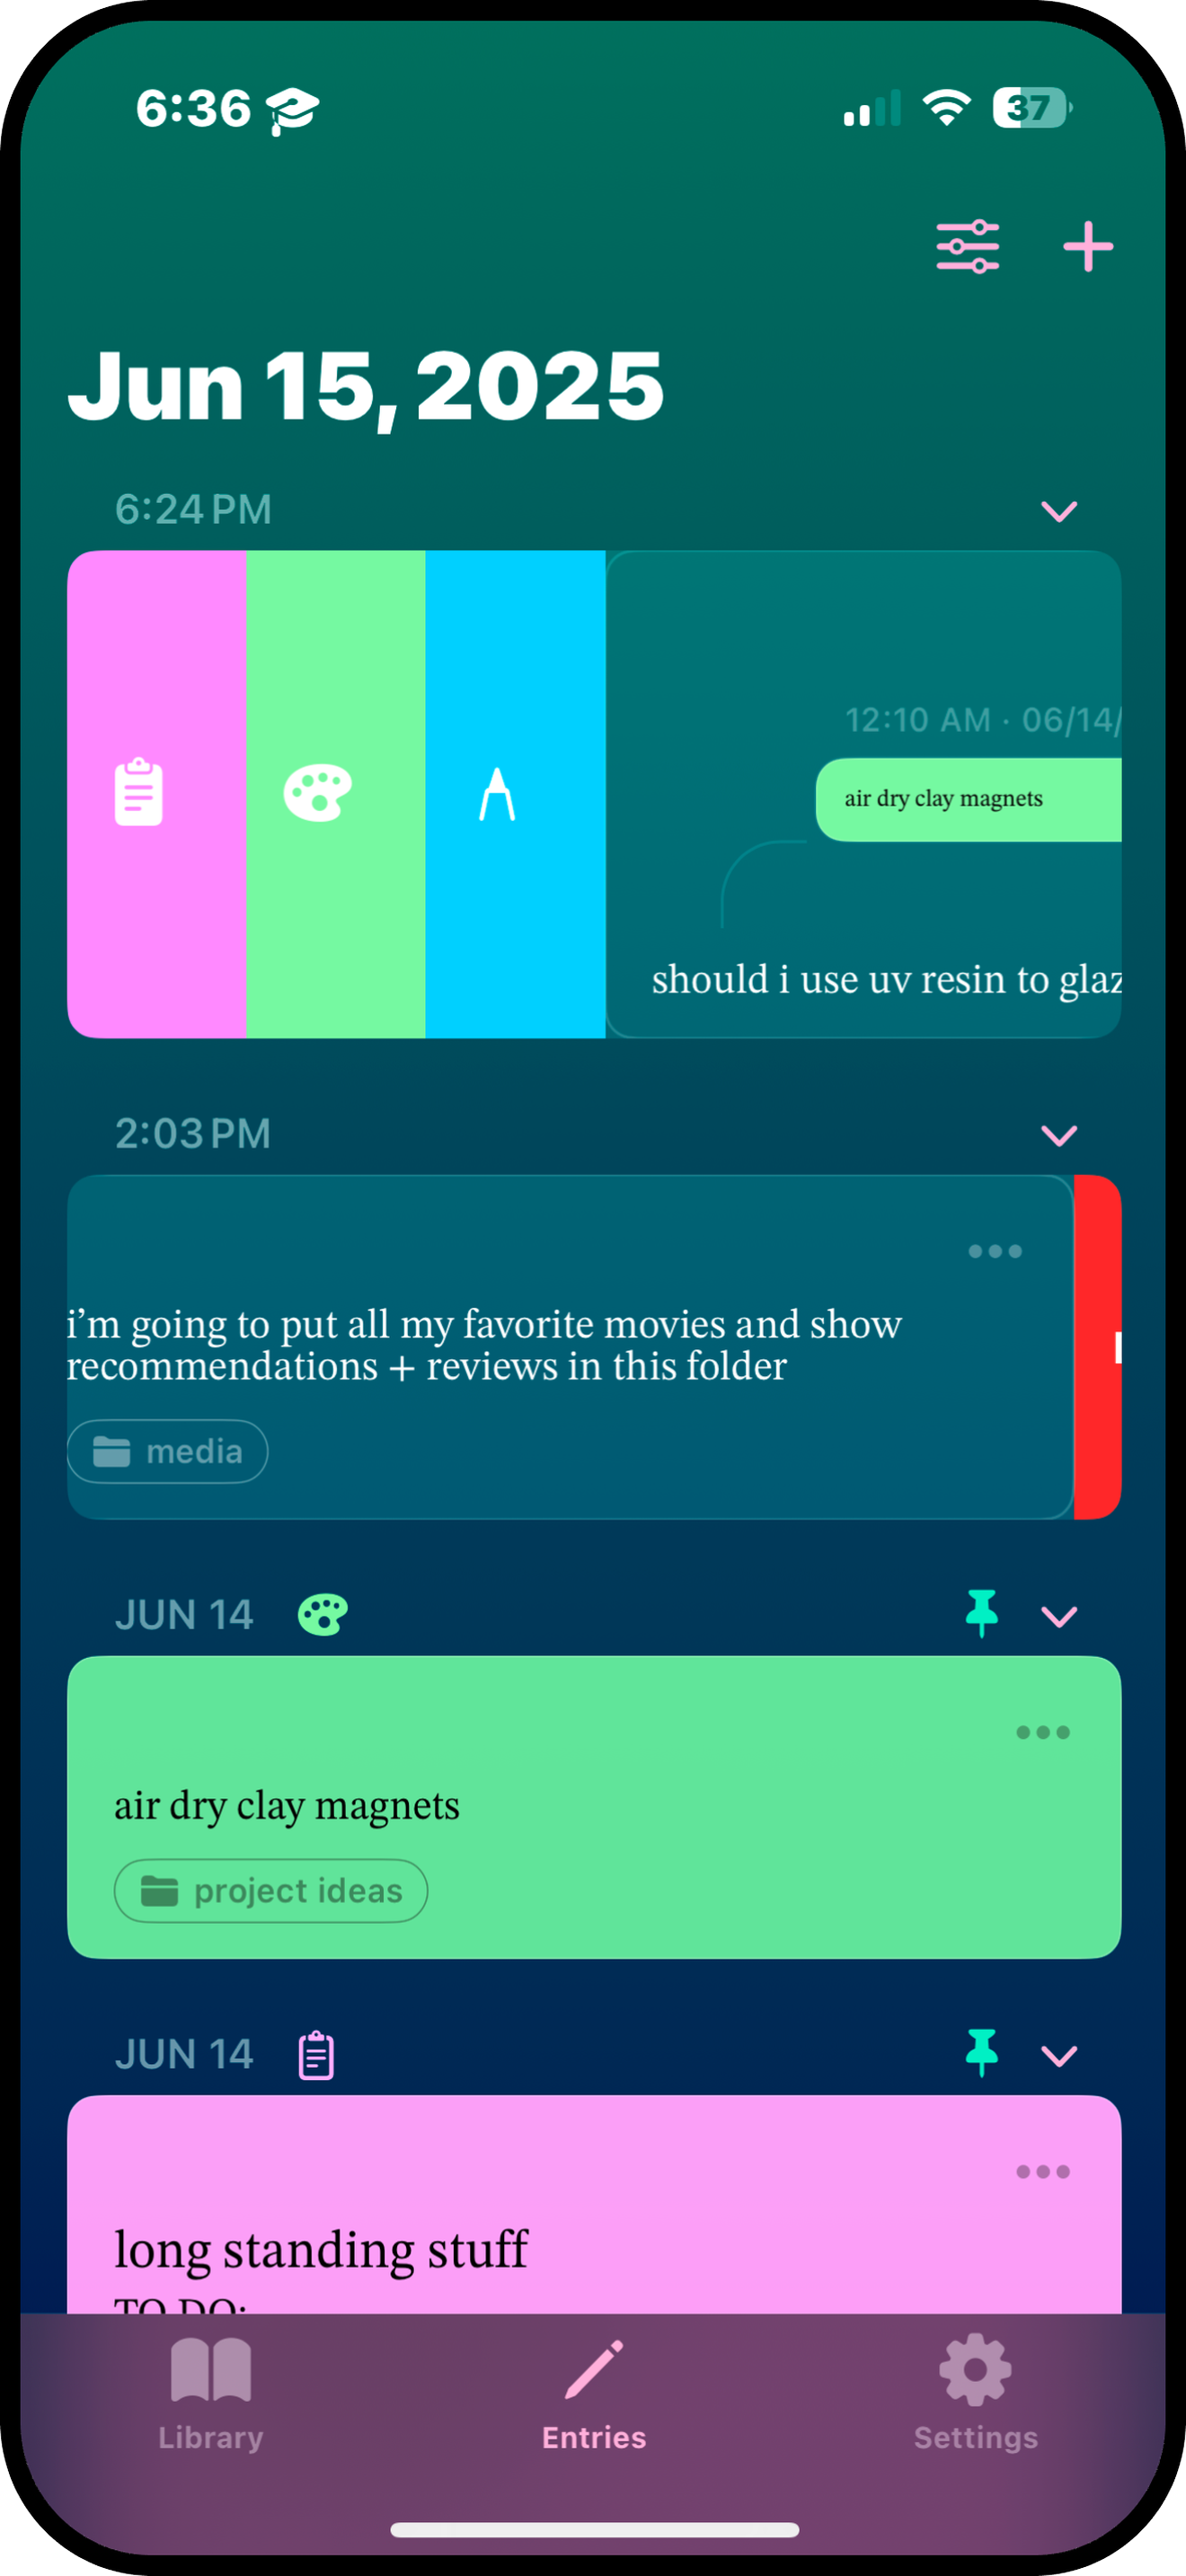 6:36
37
Jun 15, 2025
6:24 PM
12:10 AM · 06/14/
air dry clay magnets
should i use uv resin to glaz
2:03 PM
i’m going to put all my favorite movies and show
recommendations + reviews in this folder
media
JUN 14
air dry clay magnets
project ideas
JUN 14
long standing stuff
TO DO:
Library
Entries
Settings